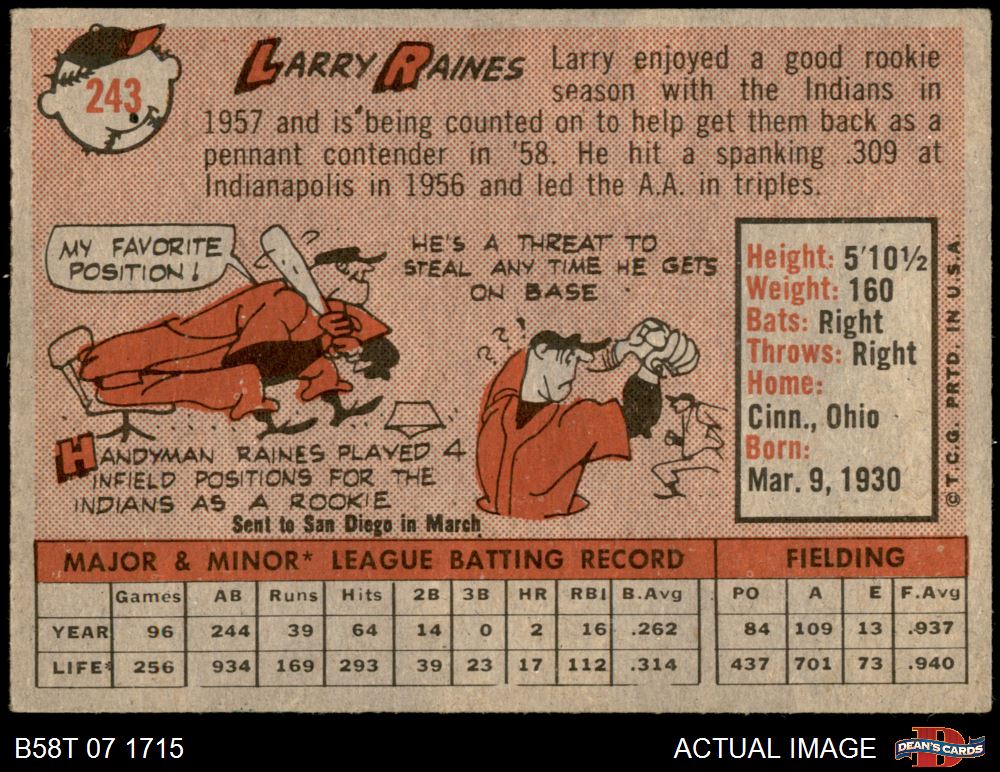 243
LARRY RAINES
Larry enjoyed a good rookie
season with the Indians in
1957 and is being counted on to help get them back as a
pennant contender in '58. He hit a spanking .309 at
Indianapolis in 1956 and led the A.A. in triples.
MY FAVORITE
POSITION!
HE'S A THREAT TO
STEAL ANY TIME HE GETS
ON BASE
HANDYMAN RAINES PLAYED 4
INFIELD POSITIONS FOR THE
INDIANS AS A ROOKIE
Sent to San Diego in March
Height: 5'10½
Weight: 160
Bats: Right
Throws: Right
Home:
Cinn., Ohio
Born:
Mar. 9, 1930
© T.C.G. PRTD. IN U.S.A.
MAJOR & MINOR* LEAGUE BATTING RECORD FIELDING
Games AB Runs Hits 2B 3B HR RBI B.Avg PO A E F.Avg
YEAR 96 244 39 64 14 0 2 16 .262 84 109 13 .937
LIFE* 256 934 169 293 39 23 17 112 .314 437 701 73 .940
B58T 07 1715
ACTUAL IMAGE
DEAN'S CARDS